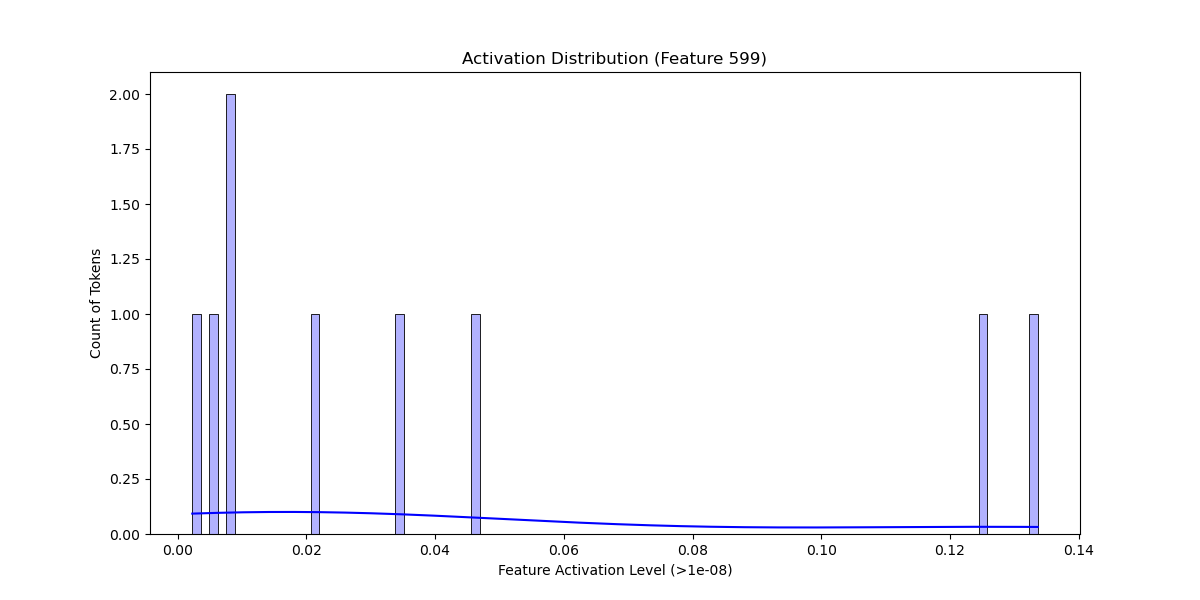 Activation Distribution (Feature 599)
Count of Tokens
2.00
1.75
1.50
1.25
1.00
0.75
0.50
0.25
0.00
0.00 0.02 0.04 0.06 0.08 0.10 0.12 0.14
Feature Activation Level (>1e-08)